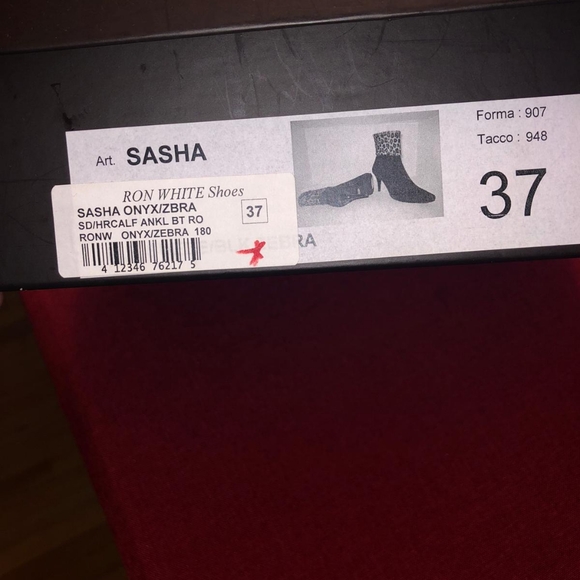 Art. SASHA
Forma : 907
Tacco : 948
37
RON WHITE Shoes
SASHA ONYX/ZBRA
37
SD/HRCALF ANKL BT RO
RONW ONYX/ZEBRA 180
4 12346 76217 5